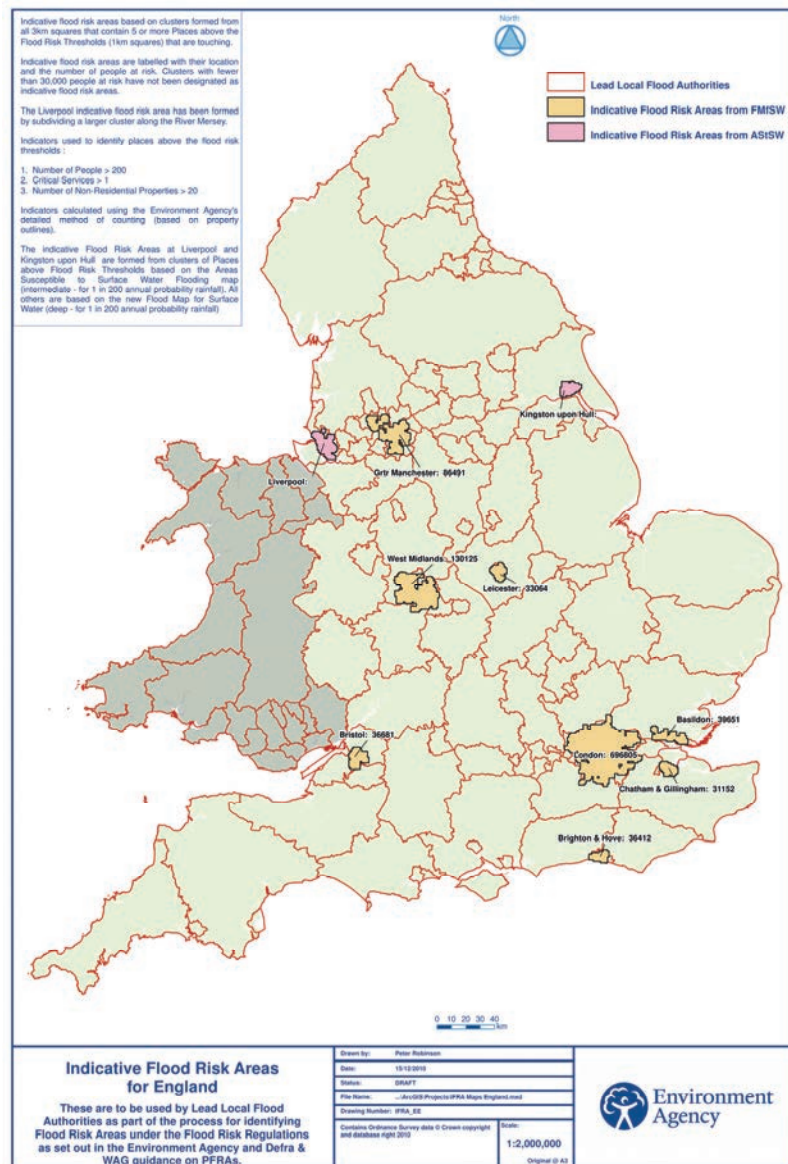 Indicative flood risk areas based on clusters formed from
all 3km squares that contain 5 or more Places above the
Flood Risk Thresholds (1km squares) that are touching.
Indicative flood risk areas are labelled with their location
and the number of people at risk. Clusters with fewer
than 30,000 people at risk have not been designated as
indicative flood risk areas.
The Liverpool indicative flood risk area has been formed
by subdividing a larger cluster along the River Mersey.
Indicators used to identify places above the flood risk
thresholds :
1. Number of People > 200
2. Critical Services > 1
3. Number of Non-Residential Properties > 20
Indicators calculated using the Environment Agency's
detailed method of counting (based on property
outlines).
The indicative Flood Risk Areas at Liverpool and
Kingston upon Hull are formed from clusters of Places
above Flood Risk Thresholds based on the Areas
Susceptible to Surface Water Flooding map
(intermediate - for 1 in 200 annual probability rainfall). All
others are based on the new Flood Map for Surface
Water (deep - for 1 in 200 annual probability rainfall)
North
Lead Local Flood Authorities
Indicative Flood Risk Areas from FMfSW
Indicative Flood Risk Areas from AStSW
Kingston upon Hull:
Liverpool:
Grtr Manchester: 86491
West Midlands: 130125
Leicester: 33064
Basildon: 39651
Bristol: 36681
London: 696805
Chatham & Gillingham: 31152
Brighton & Hove: 36412
0 10 20 30 40
km
Indicative Flood Risk Areas
for England
These are to be used by Lead Local Flood
Authorities as part of the process for identifying
Flood Risk Areas under the Flood Risk Regulations
as set out in the Environment Agency and Defra &
WAG guidance on PFRAs.
Drawn by: Peter Robinson
Date: 15/12/2010
Status: DRAFT
File Name: ...\ArcGIS\Projects\IFRA Maps England.mxd
Drawing Number: IFRA_EE
Contains Ordnance Survey data © Crown copyright
and database right 2010
Scale:
1:2,000,000
Original @ A3
Environment
Agency